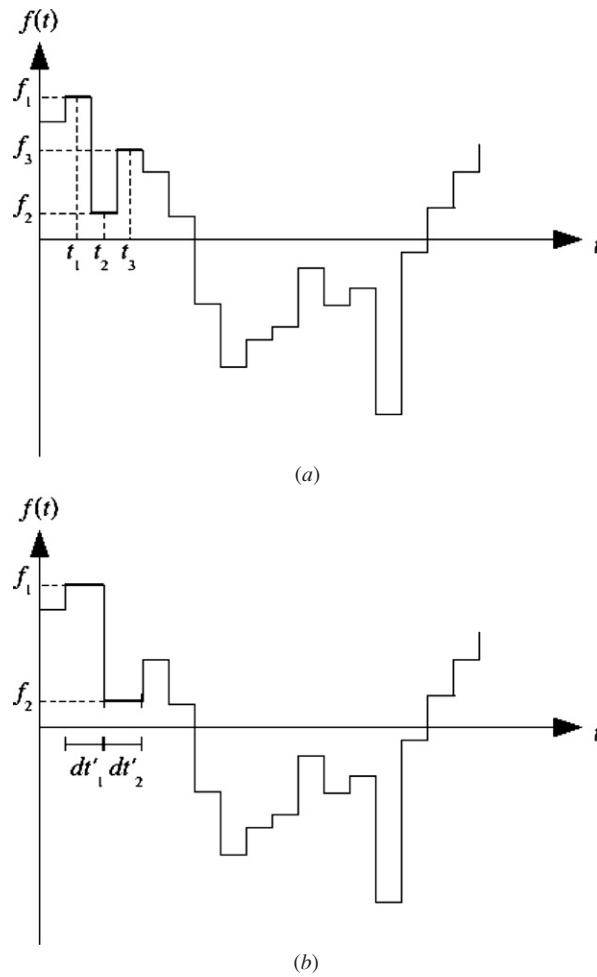 f(t)
f₁
f₃
f₂
t₁ t₂ t₃
t
(a)
f(t)
f₁
f₂
t
dt′₁ dt′₂
(b)